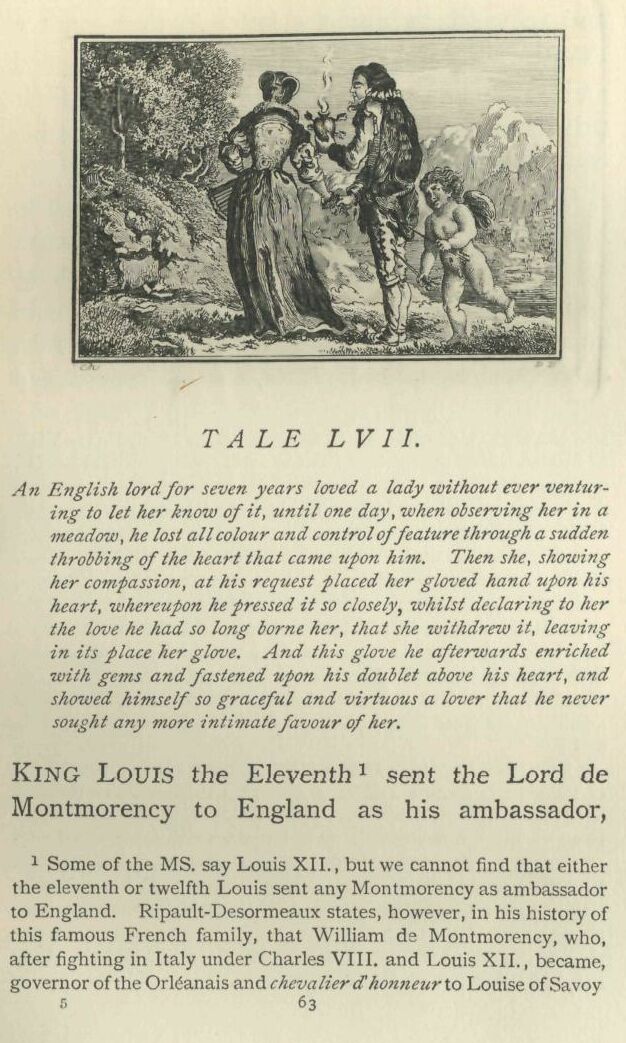 TALE LVII.
An English lord for seven years loved a lady without ever ventur-
ing to let her know of it, until one day, when observing her in a
meadow, he lost all colour and control of feature through a sudden
throbbing of the heart that came upon him. Then she, showing
her compassion, at his request placed her gloved hand upon his
heart, whereupon he pressed it so closely, whilst declaring to her
the love he had so long borne her, that she withdrew it, leaving
in its place her glove. And this glove he afterwards enriched
with gems and fastened upon his doublet above his heart, and
showed himself so graceful and virtuous a lover that he never
sought any more intimate favour of her.
KING LOUIS the Eleventh ¹ sent the Lord de
Montmorency to England as his ambassador,
¹ Some of the MS. say Louis XII., but we cannot find that either
the eleventh or twelfth Louis sent any Montmorency as ambassador
to England. Ripault-Desormeaux states, however, in his history of
this famous French family, that William de Montmorency, who,
after fighting in Italy under Charles VIII. and Louis XII., became,
governor of the Orléanais and chevalier d'honneur to Louise of Savoy
5 63